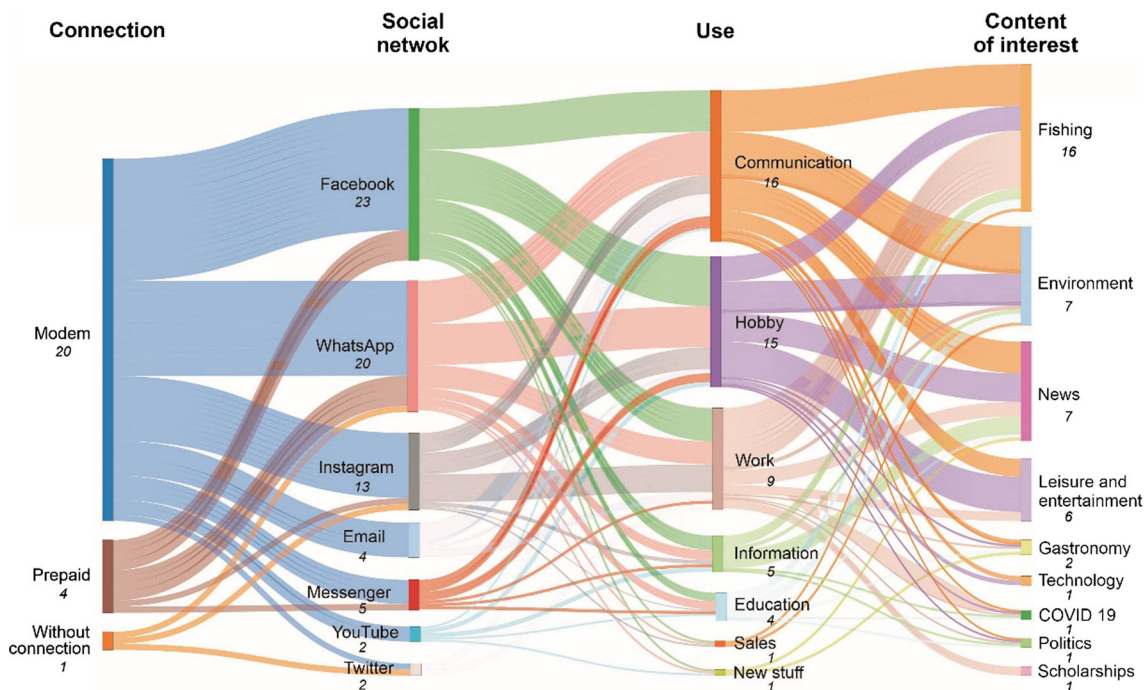 Connection
Social
netwok
Use
Content
of interest
Modem
20
Prepaid
4
Without
connection
1
Facebook
23
WhatsApp
20
Instagram
13
Email
4
Messenger
5
YouTube
2
Twitter
2
Communication
16
Hobby
15
Work
9
Information
5
Education
4
Sales
1
New stuff
1
Fishing
16
Environment
7
News
7
Leisure and
entertainment
6
Gastronomy
2
Technology
1
COVID 19
1
Politics
1
Scholarships
1